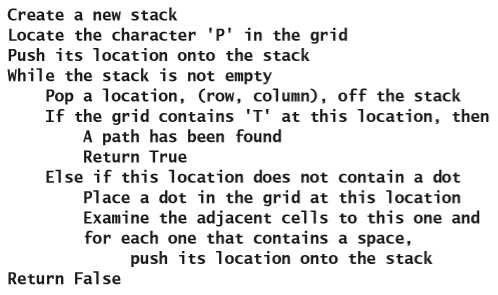 Create a new stack
Locate the character 'P' in the grid
Push its location onto the stack
While the stack is not empty
    Pop a location, (row, column), off the stack
    If the grid contains 'T' at this location, then
        A path has been found
        Return True
    Else if this location does not contain a dot
        Place a dot in the grid at this location
        Examine the adjacent cells to this one and
        for each one that contains a space,
             push its location onto the stack
Return False